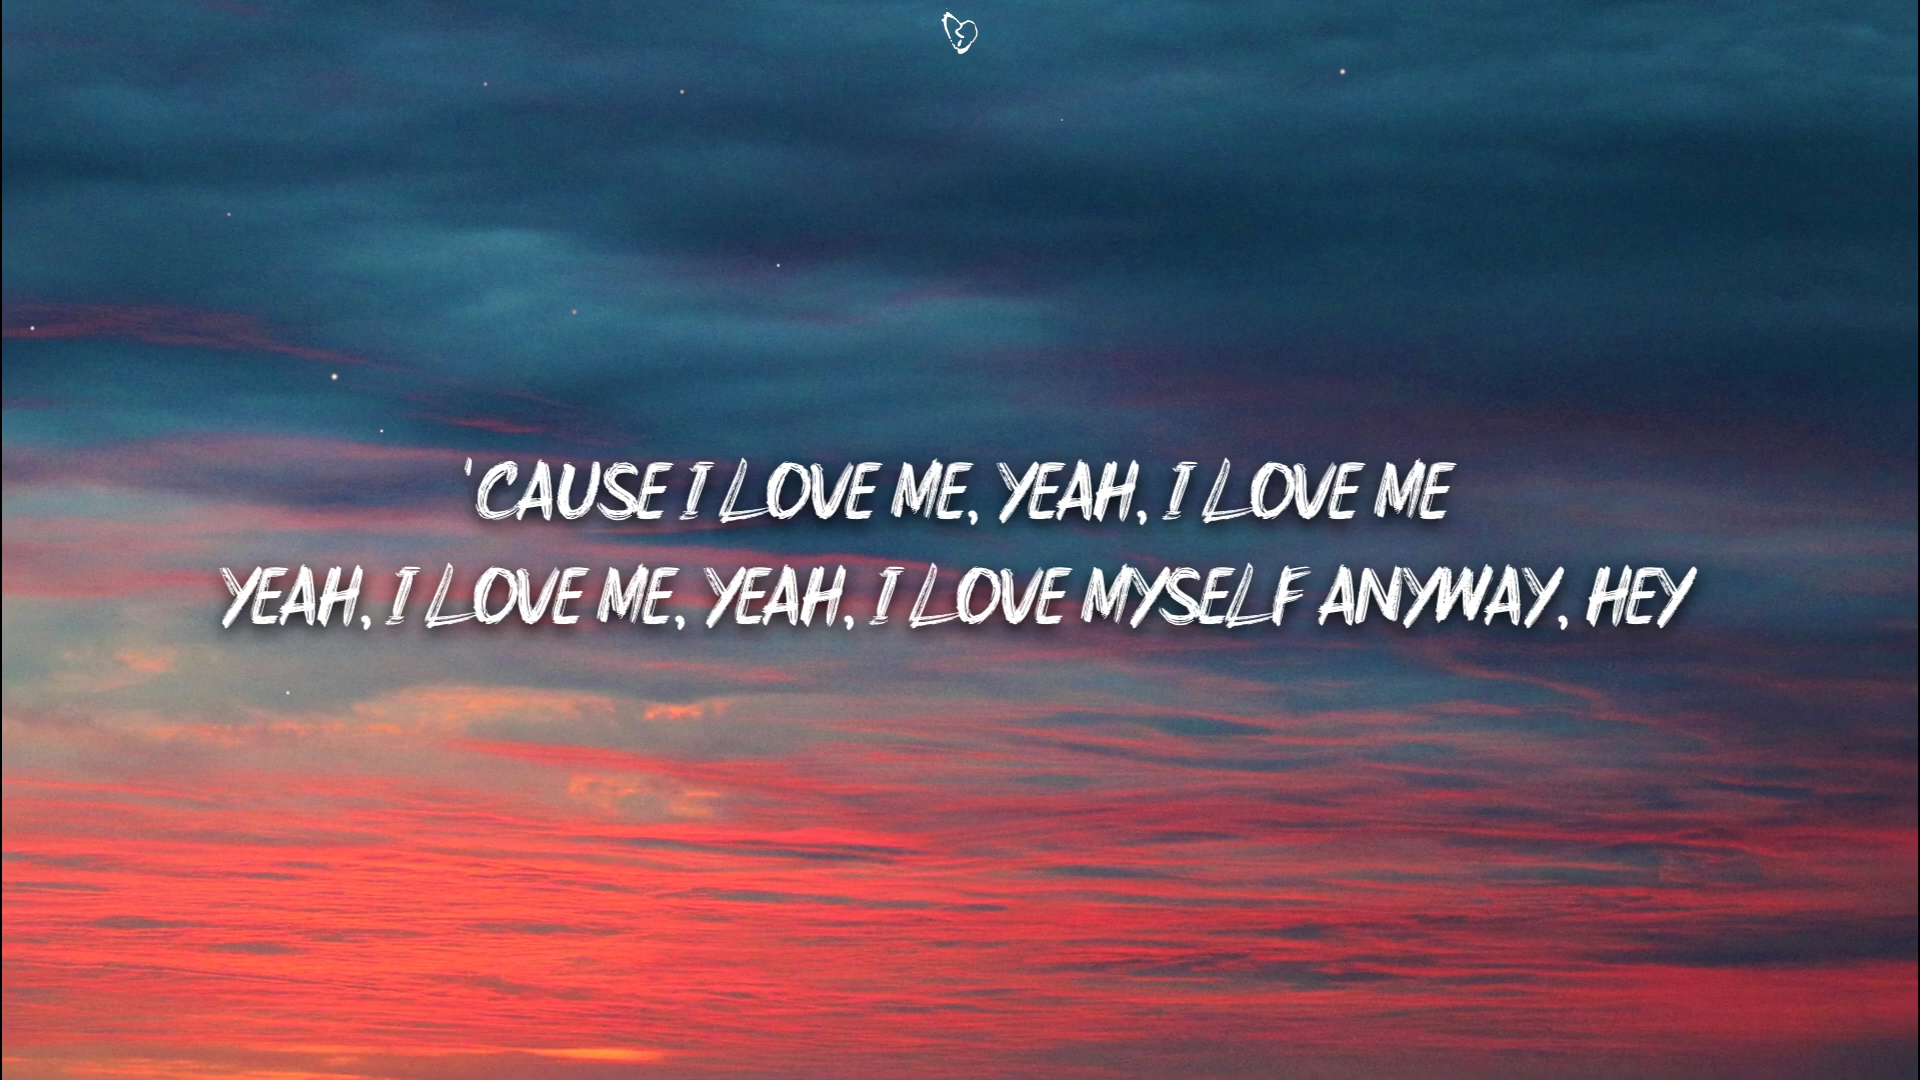 'CAUSE I LOVE ME, YEAH, I LOVE ME
YEAH, I LOVE ME, YEAH, I LOVE MYSELF ANYWAY, HEY